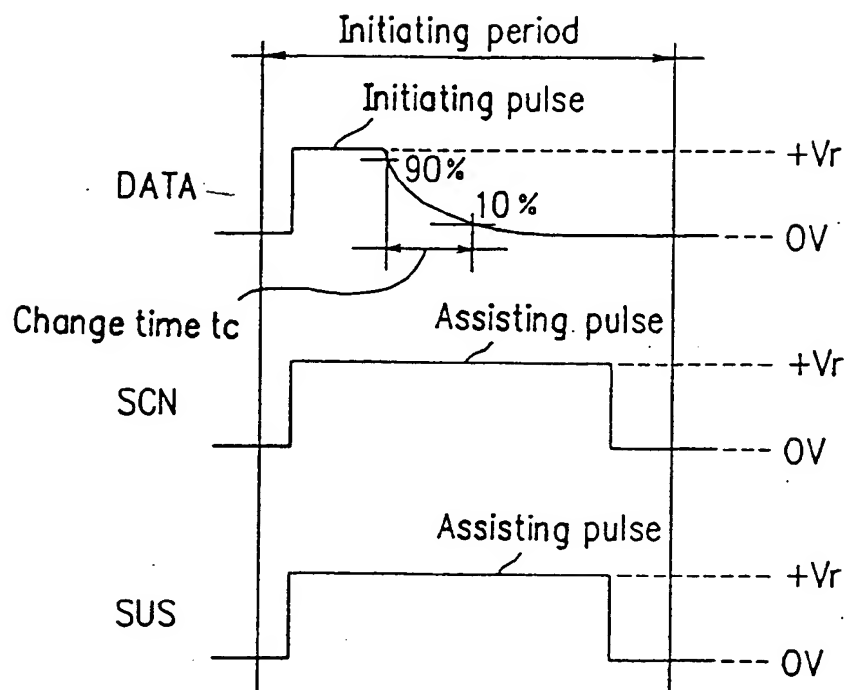 Initiating period
Initiating pulse
+Vr
90%
DATA
10%
0V
Change time tc
Assisting pulse
+Vr
SCN
0V
Assisting pulse
+Vr
SUS
0V